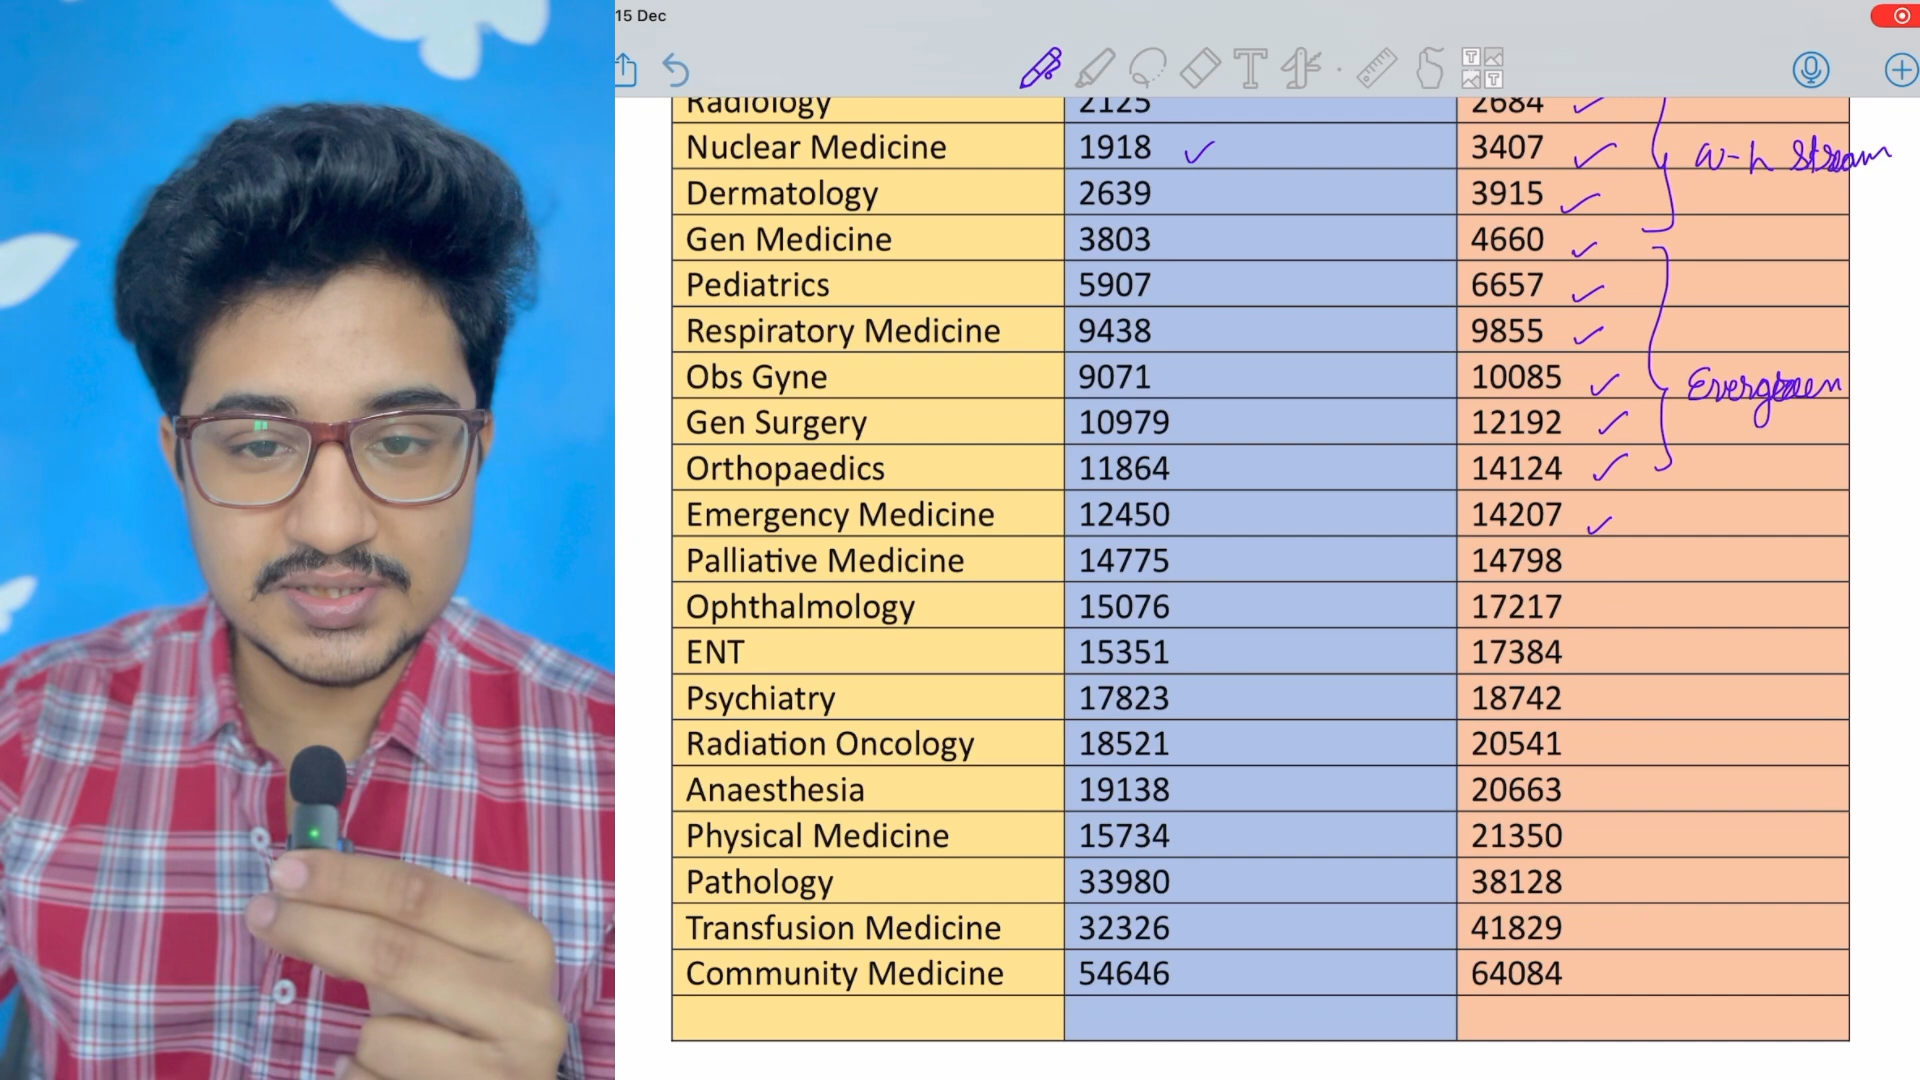 15 Dec
Radiology 2125 2684
Nuclear Medicine 1918 3407 w-h stream
Dermatology 2639 3915
Gen Medicine 3803 4660
Pediatrics 5907 6657
Respiratory Medicine 9438 9855
Obs Gyne 9071 10085 Evergreen
Gen Surgery 10979 12192
Orthopaedics 11864 14124
Emergency Medicine 12450 14207
Palliative Medicine 14775 14798
Ophthalmology 15076 17217
ENT 15351 17384
Psychiatry 17823 18742
Radiation Oncology 18521 20541
Anaesthesia 19138 20663
Physical Medicine 15734 21350
Pathology 33980 38128
Transfusion Medicine 32326 41829
Community Medicine 54646 64084